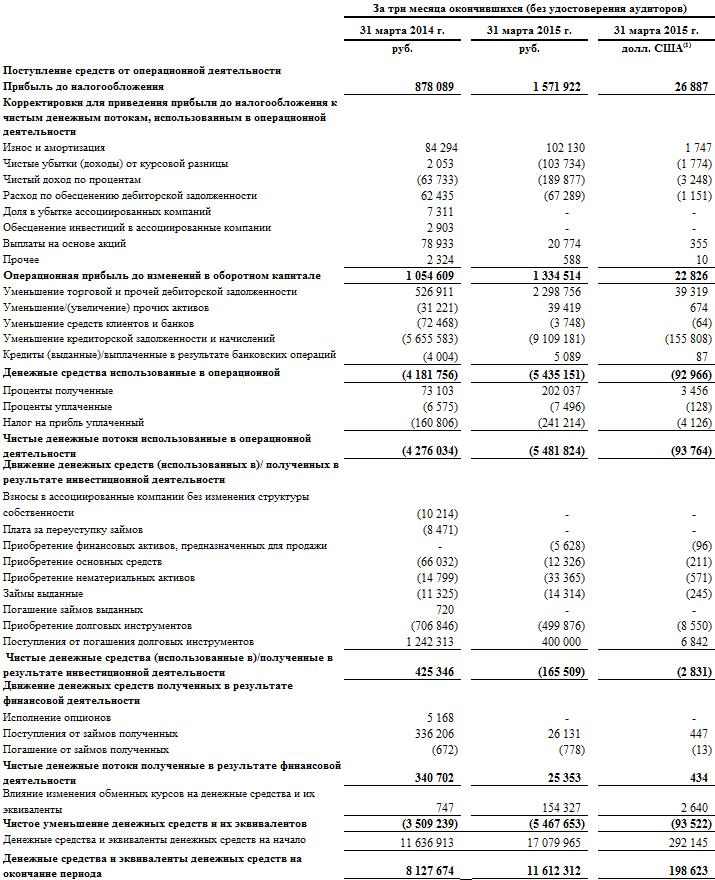 За три месяца окончившихся (без удостоверения аудиторов)
31 марта 2014 г. 31 марта 2015 г. 31 марта 2015 г.
руб. руб. долл. США(1)
Поступление средств от операционной деятельности
Прибыль до налогообложения 878 089 1 571 922 26 887
Корректировки для приведения прибыли до налогообложения к
чистым денежным потокам, использованным в операционной
деятельности
Износ и амортизация 84 294 102 130 1 747
Чистые убытки (доходы) от курсовой разницы 2 053 (103 734) (1 774)
Чистый доход по процентам (63 733) (189 877) (3 248)
Расход по обесценению дебиторской задолженности 62 435 (67 289) (1 151)
Доля в убытке ассоциированных компаний 7 311 - -
Обесценение инвестиций в ассоциированные компании 2 903 - -
Выплаты на основе акций 78 933 20 774 355
Прочее 2 324 588 10
Операционная прибыль до изменений в оборотном капитале 1 054 609 1 334 514 22 826
Уменьшение торговой и прочей дебиторской задолженности 526 911 2 298 756 39 319
Уменьшение/(увеличение) прочих активов (31 221) 39 419 674
Уменьшение средств клиентов и банков (72 468) (3 748) (64)
Уменьшение кредиторской задолженности и начислений (5 655 583) (9 109 181) (155 808)
Кредиты (выданные)/выплаченные в результате банковских операций (4 004) 5 089 87
Денежные средства использованные в операционной (4 181 756) (5 435 151) (92 966)
Проценты полученные 73 103 202 037 3 456
Проценты уплаченные (6 575) (7 496) (128)
Налог на прибль уплаченный (160 806) (241 214) (4 126)
Чистые денежные потоки использованные в операционной
деятельности (4 276 034) (5 481 824) (93 764)
Движение денежных средств (использованных в)/ полученных в
результате инвестиционной деятельности
Взносы в ассоциированные компании без изменения структуры
собственности (10 214) - -
Плата за переуступку займов (8 471) - -
Приобретение финансовых активов, предназначенных для продажи - (5 628) (96)
Приобретение основных средств (66 032) (12 326) (211)
Приобретение нематериальных активов (14 799) (33 365) (571)
Займы выданные (11 325) (14 314) (245)
Погашение займов выданных 720 - -
Приобретение долговых инструментов (706 846) (499 876) (8 550)
Поступления от погашения долговых инструментов 1 242 313 400 000 6 842
Чистые денежные средства (использованные в)/полученные в
результате инвестиционной деятельности 425 346 (165 509) (2 831)
Движение денежных средств полученных в результате
финансовой деятельности
Исполнение опционов 5 168 - -
Поступления от займов полученных 336 206 26 131 447
Погашение от займов полученных (672) (778) (13)
Чистые денежные потоки полученные в результате финансовой
деятельности 340 702 25 353 434
Влияние изменения обменных курсов на денежные средства и их
эквиваленты 747 154 327 2 640
Чистое уменьшение денежных средств и их эквивалентов (3 509 239) (5 467 653) (93 522)
Денежные средства и эквиваленты денежных средств на начало 11 636 913 17 079 965 292 145
Денежные средства и эквиваленты денежных средств на
окончание периода 8 127 674 11 612 312 198 623